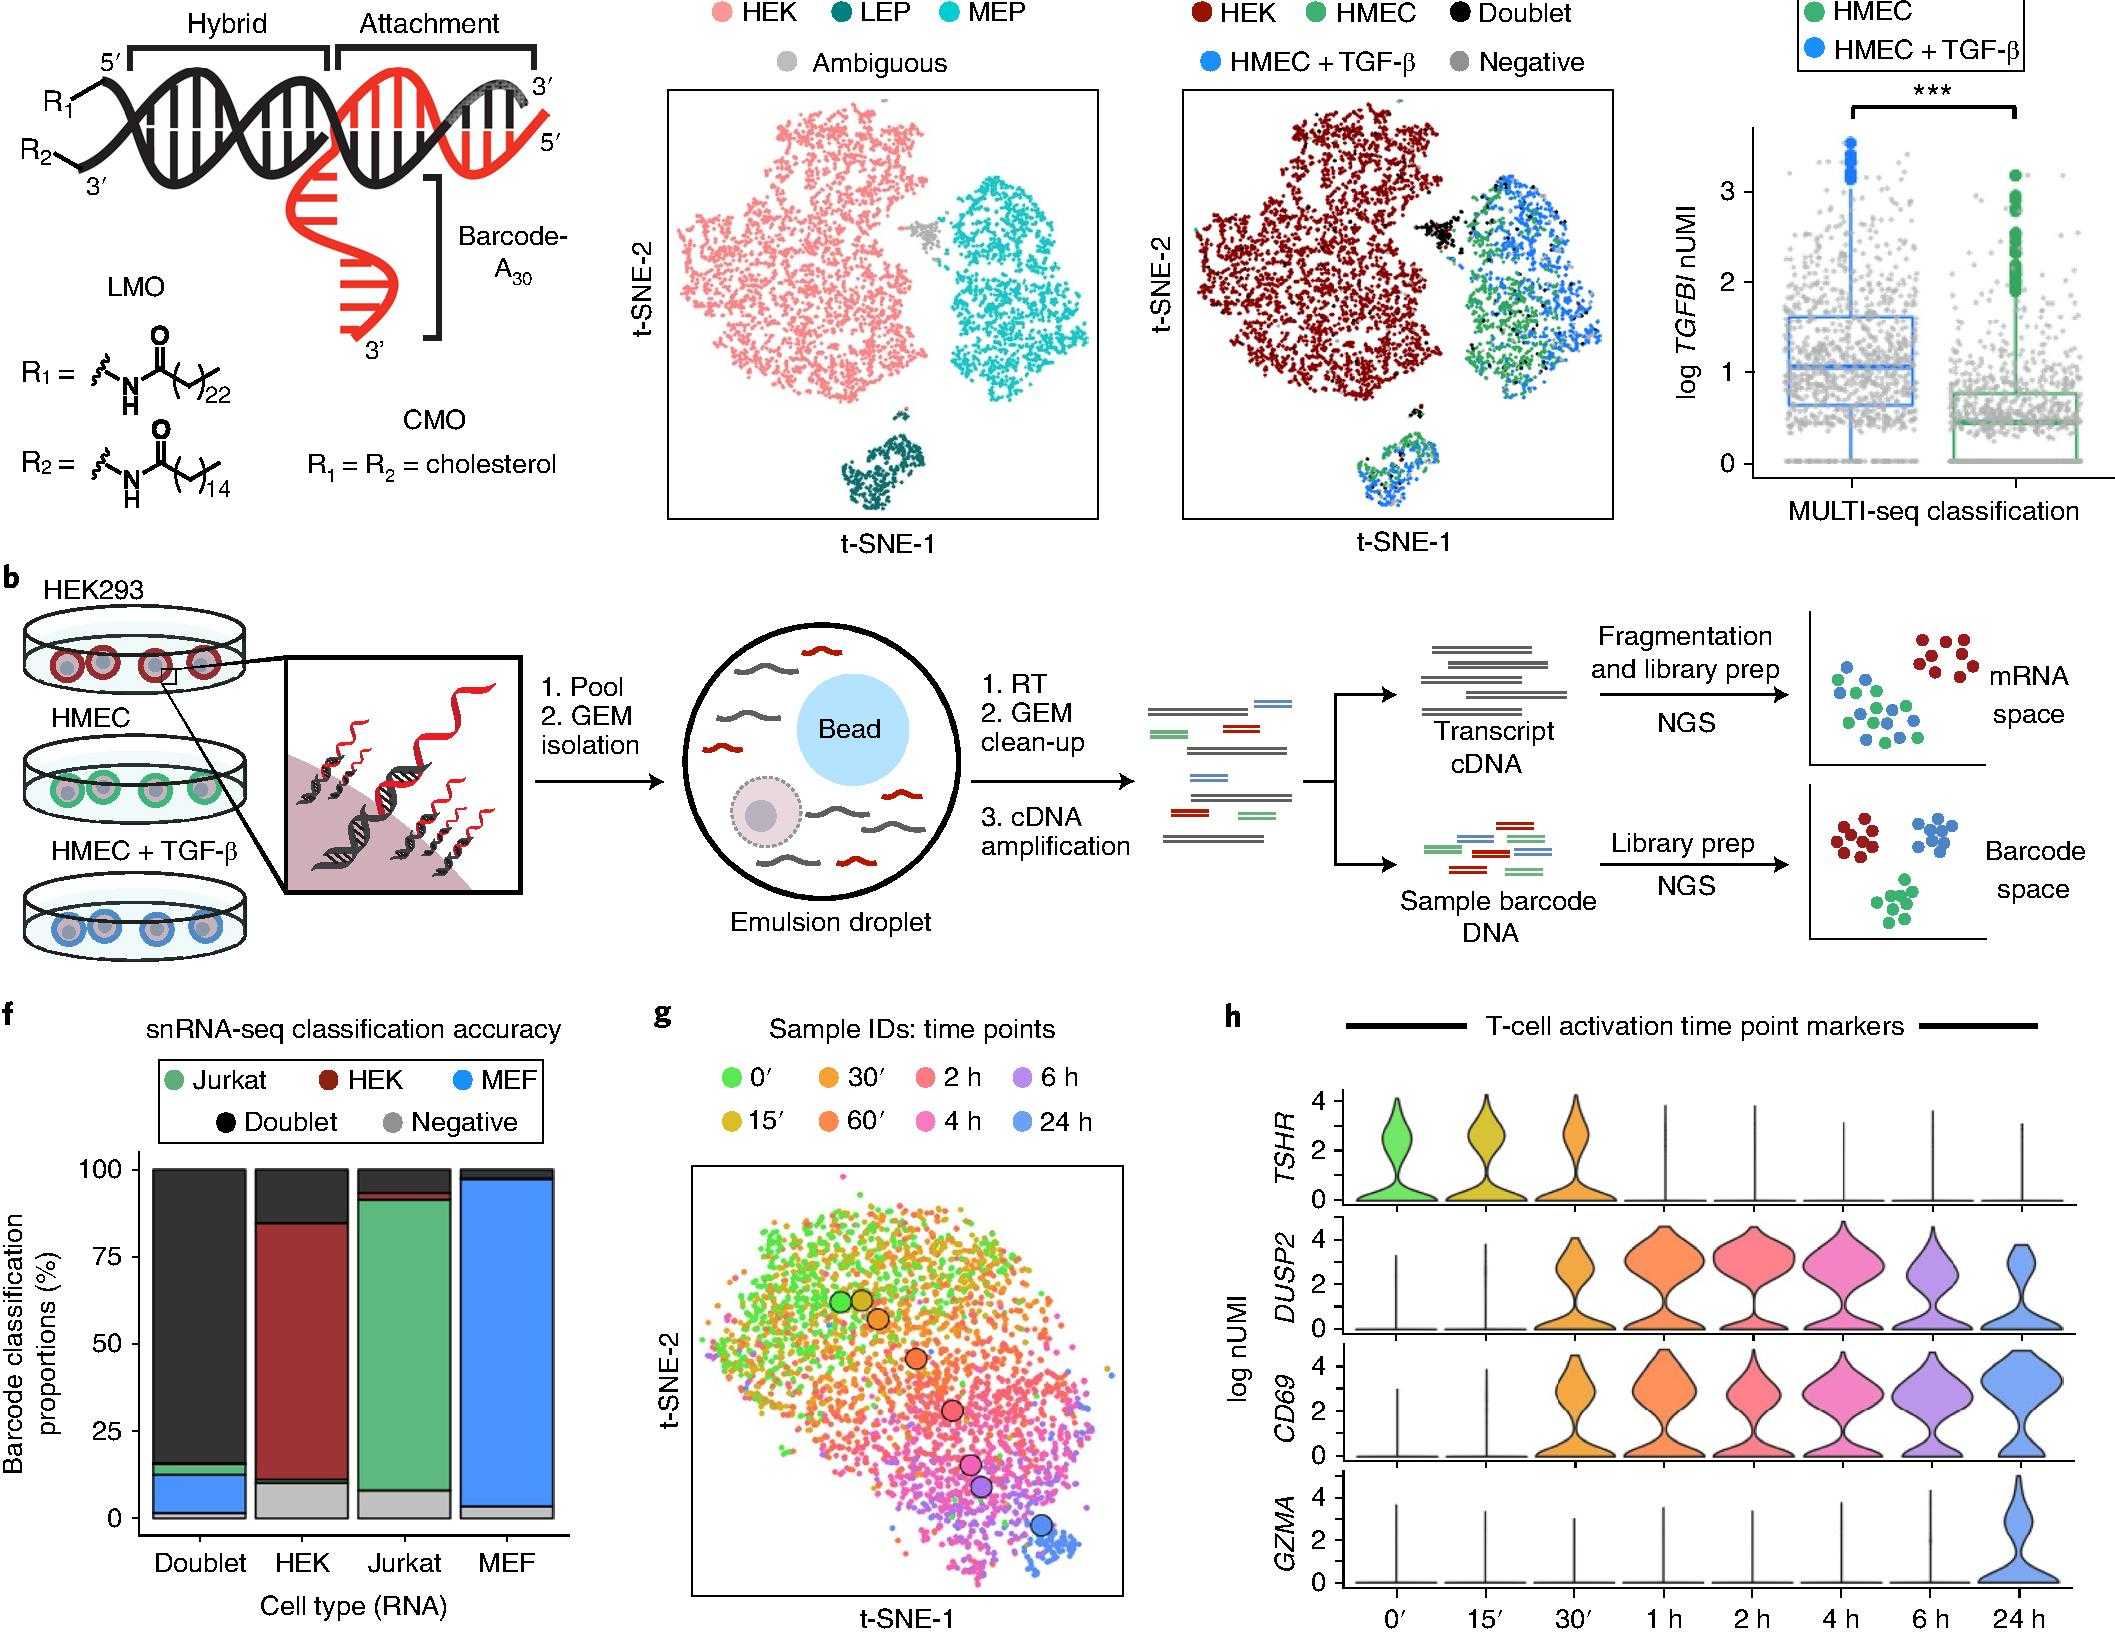 Hybrid Attachment
5′ 3′
R1
R2 5′
3′
Barcode-
A30
3′
LMO
R1 = O N H ( )22
R2 = O N H ( )14
CMO
R1 = R2 = cholesterol
HEK LEP MEP
Ambiguous
t-SNE-2
t-SNE-1
HEK HMEC Doublet
HMEC + TGF-β Negative
t-SNE-2
t-SNE-1
HMEC
HMEC + TGF-β
***
log TGFBI nUMI
3
2
1
0
MULTI-seq classification
b
HEK293
HMEC
HMEC + TGF-β
1. Pool
2. GEM
isolation
Bead
Emulsion droplet
1. RT
2. GEM
clean-up
3. cDNA
amplification
Transcript
cDNA
Sample barcode
DNA
Fragmentation
and library prep
NGS
Library prep
NGS
mRNA
space
Barcode
space
f
snRNA-seq classification accuracy
Jurkat HEK MEF
Doublet Negative
Barcode classification
proportions (%)
100
75
50
25
0
Doublet HEK Jurkat MEF
Cell type (RNA)
g
Sample IDs: time points
0′ 30′ 2 h 6 h
15′ 60′ 4 h 24 h
t-SNE-2
t-SNE-1
h
T-cell activation time point markers
log nUMI
TSHR
4
2
0
DUSP2
4
2
0
CD69
4
2
0
GZMA
4
2
0
0′ 15′ 30′ 1 h 2 h 4 h 6 h 24 h